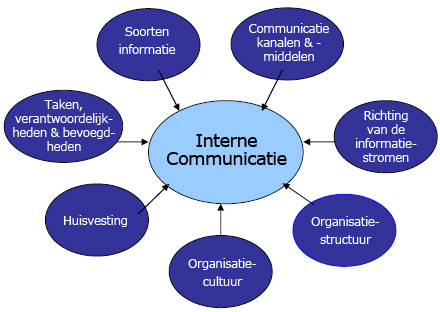 Soorten
informatie
Communicatie
kanalen & -
middelen
Taken,
verantwoordelijk-
heden & bevoegd-
heden
Interne
Communicatie
Richting
van de
informatie-
stromen
Huisvesting
Organisatie-
cultuur
Organisatie-
structuur